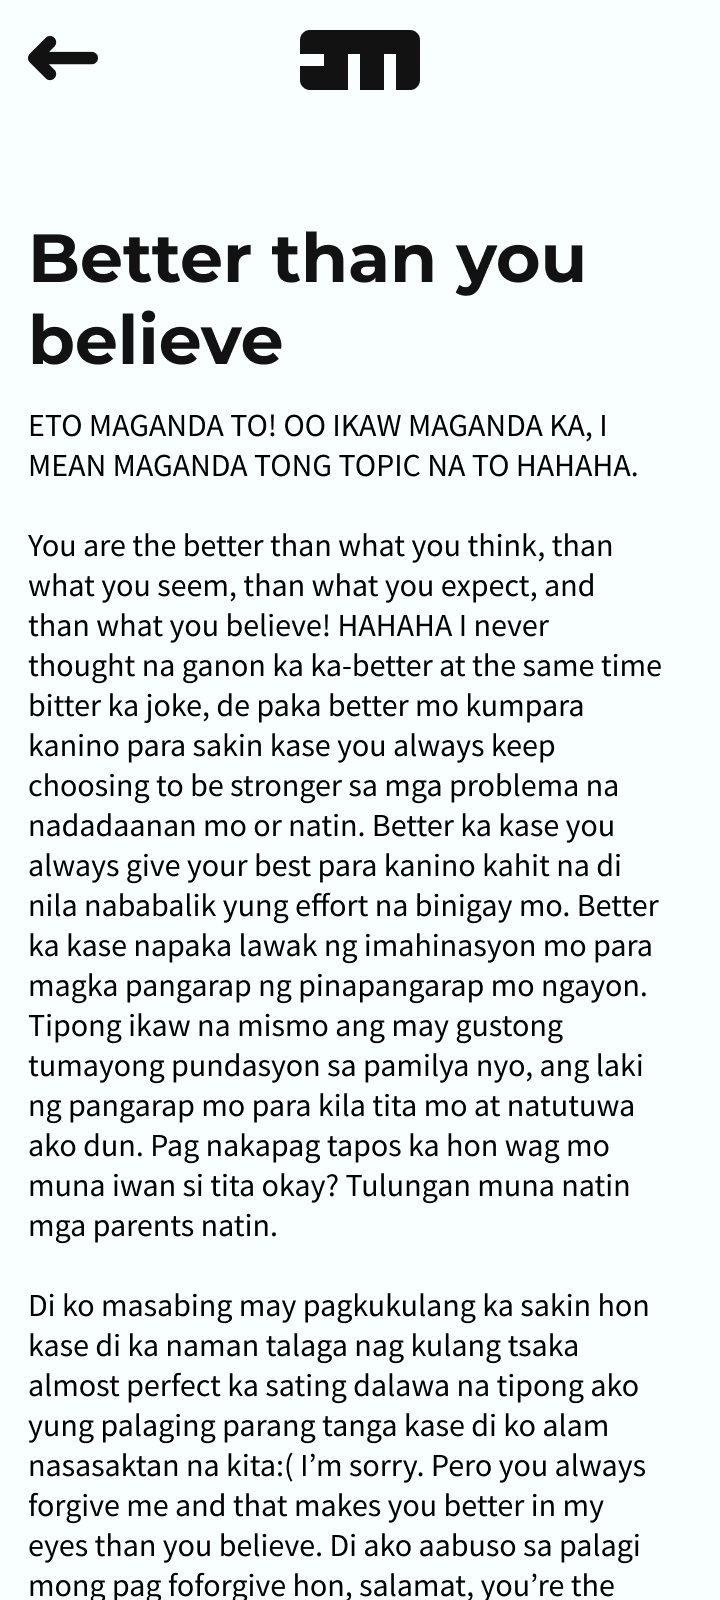 Better than you
believe
ETO MAGANDA TO! OO IKAW MAGANDA KA, I
MEAN MAGANDA TONG TOPIC NA TO HAHAHA.
You are the better than what you think, than
what you seem, than what you expect, and
than what you believe! HAHAHA I never
thought na ganon ka ka-better at the same time
bitter ka joke, de paka better mo kumpara
kanino para sakin kase you always keep
choosing to be stronger sa mga problema na
nadadaanan mo or natin. Better ka kase you
always give your best para kanino kahit na di
nila nababalik yung effort na binigay mo. Better
ka kase napaka lawak ng imahinasyon mo para
magka pangarap ng pinapangarap mo ngayon.
Tipong ikaw na mismo ang may gustong
tumayong pundasyon sa pamilya nyo, ang laki
ng pangarap mo para kila tita mo at natutuwa
ako dun. Pag nakapag tapos ka hon wag mo
muna iwan si tita okay? Tulungan muna natin
mga parents natin.
Di ko masabing may pagkukulang ka sakin hon
kase di ka naman talaga nag kulang tsaka
almost perfect ka sating dalawa na tipong ako
yung palaging parang tanga kase di ko alam
nasasaktan na kita:( I’m sorry. Pero you always
forgive me and that makes you better in my
eyes than you believe. Di ako aabuso sa palagi
mong pag foforgive hon, salamat, you’re the